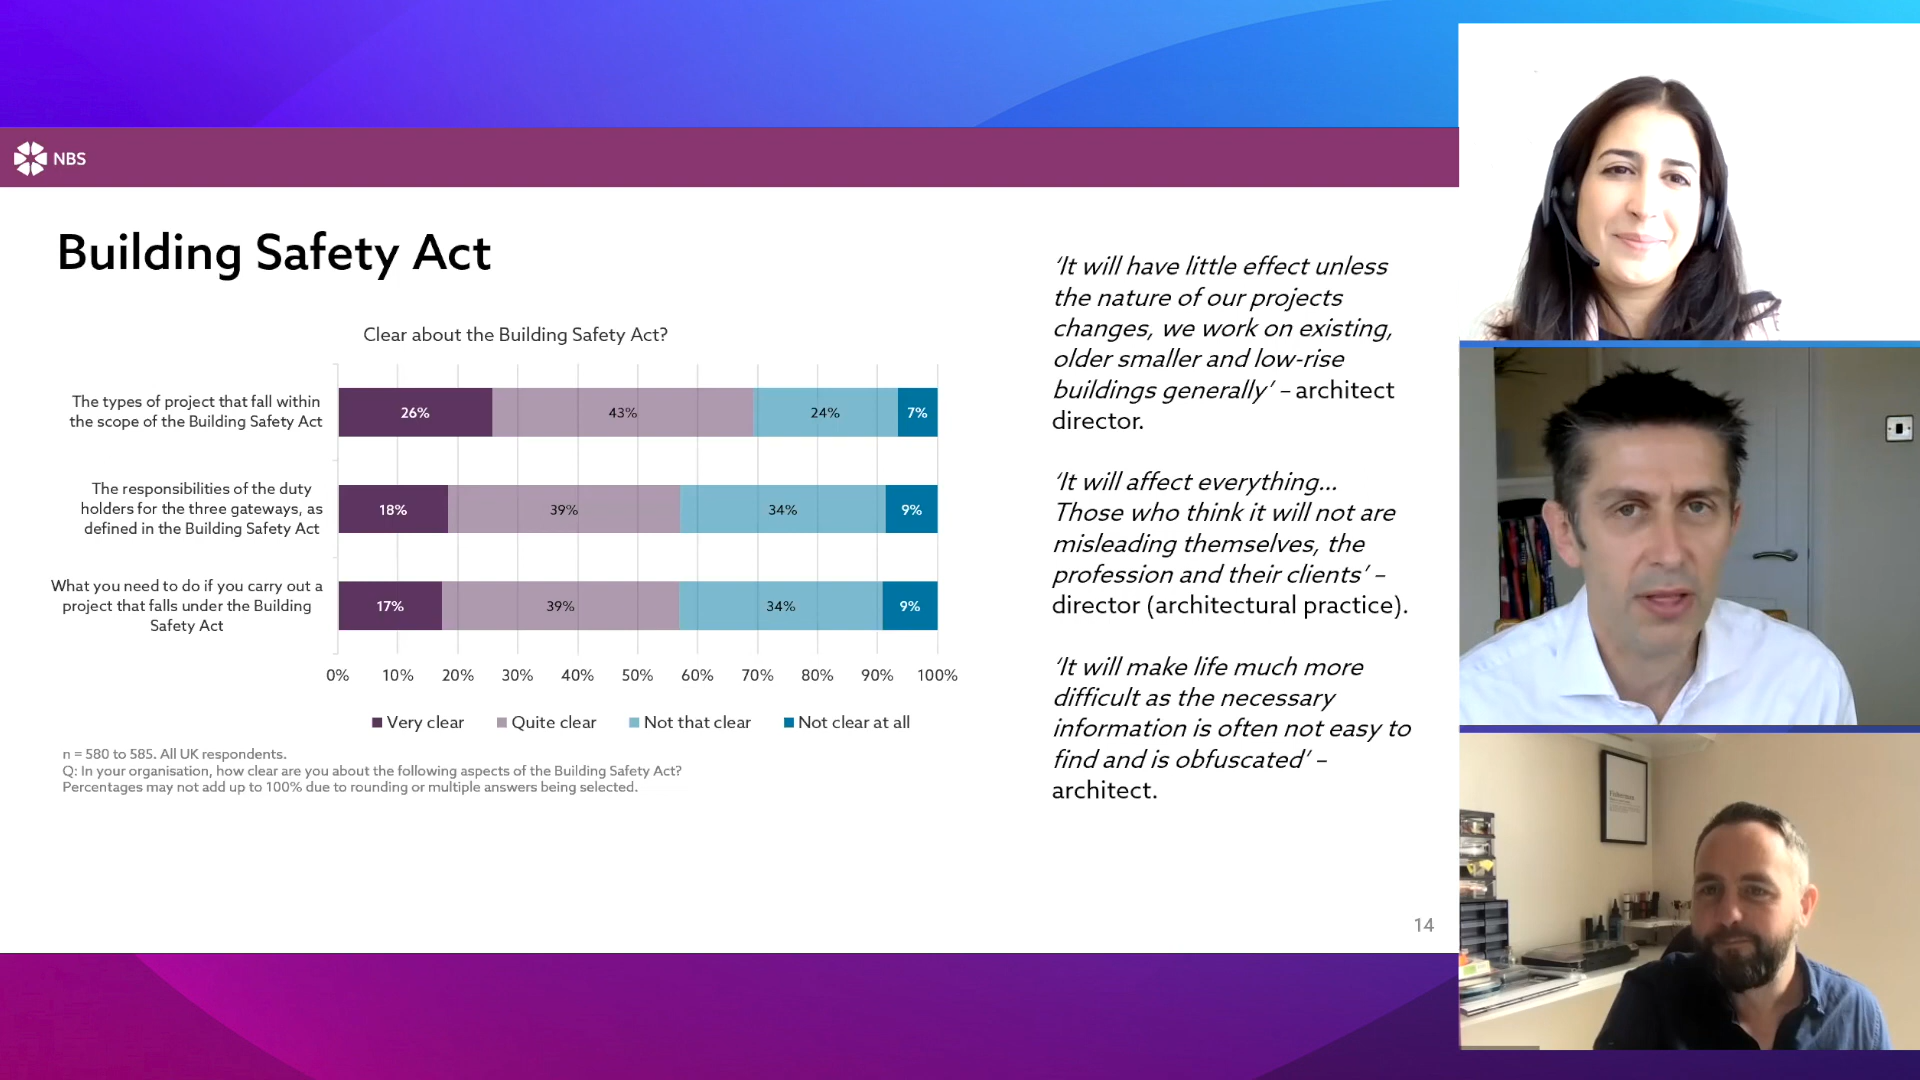 NBS
Building Safety Act
Clear about the Building Safety Act?
The types of project that fall within
the scope of the Building Safety Act
26%
43%
24%
7%
The responsibilities of the duty
holders for the three gateways, as
defined in the Building Safety Act
18%
39%
34%
9%
What you need to do if you carry out a
project that falls under the Building
Safety Act
17%
39%
34%
9%
0% 10% 20% 30% 40% 50% 60% 70% 80% 90% 100%
Very clear Quite clear Not that clear Not clear at all
n = 580 to 585. All UK respondents.
Q: In your organisation, how clear are you about the following aspects of the Building Safety Act?
Percentages may not add up to 100% due to rounding or multiple answers being selected.
‘It will have little effect unless
the nature of our projects
changes, we work on existing,
older smaller and low-rise
buildings generally’ – architect
director.
‘It will affect everything...
Those who think it will not are
misleading themselves, the
profession and their clients’ –
director (architectural practice).
‘It will make life much more
difficult as the necessary
information is often not easy to
find and is obfuscated’ –
architect.
14